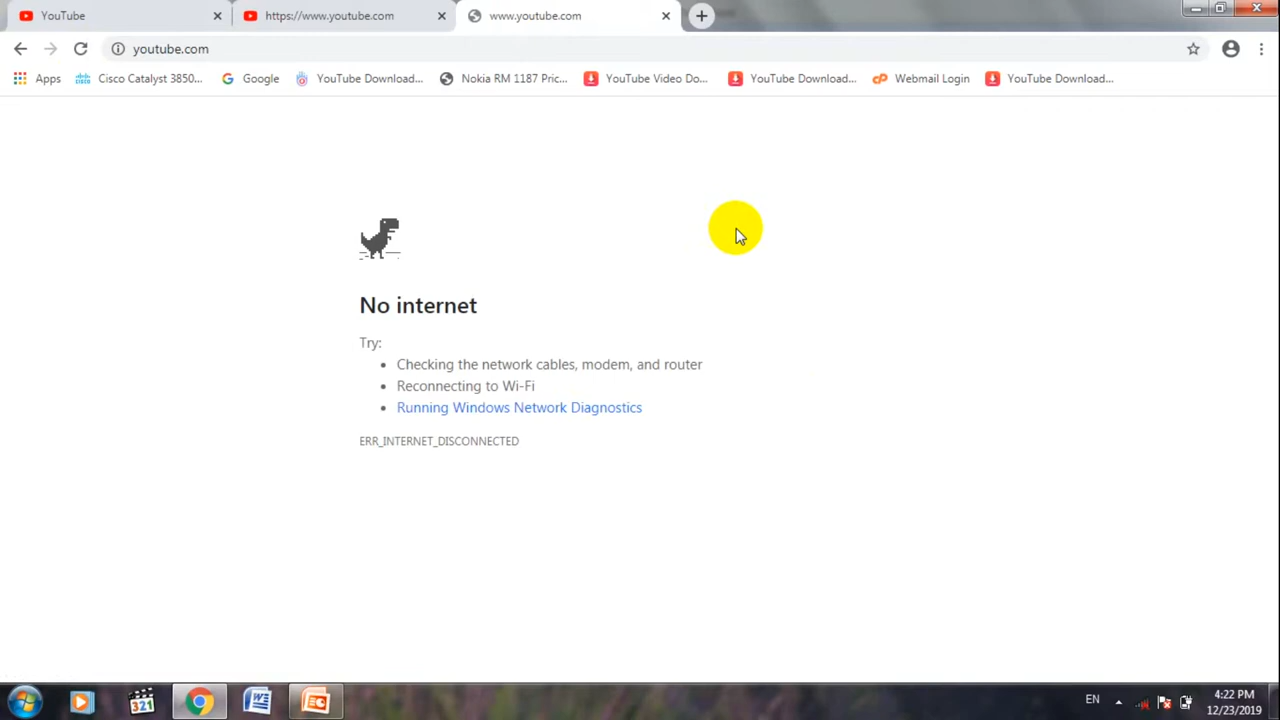 YouTube
https://www.youtube.com
www.youtube.com
youtube.com
Apps
Cisco Catalyst 3850...
Google
YouTube Download...
Nokia RM 1187 Pric...
YouTube Video Do...
YouTube Download...
Webmail Login
YouTube Download...
No internet
Try:
Checking the network cables, modem, and router
Reconnecting to Wi-Fi
Running Windows Network Diagnostics
ERR_INTERNET_DISCONNECTED
321
EN
4:22 PM
12/23/2019